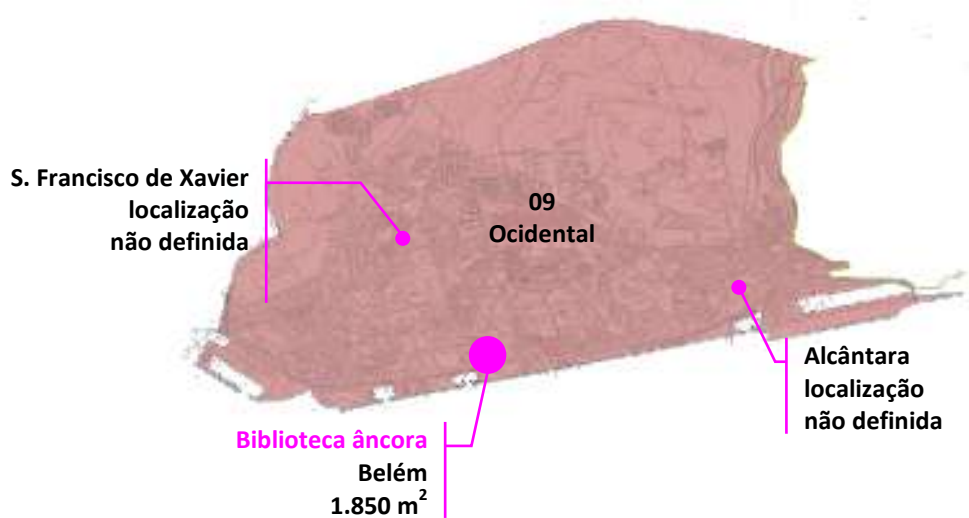 S. Francisco de Xavier
localização
não definida
09
Ocidental
Alcântara
localização
não definida
Biblioteca âncora
Belém
1.850 m²